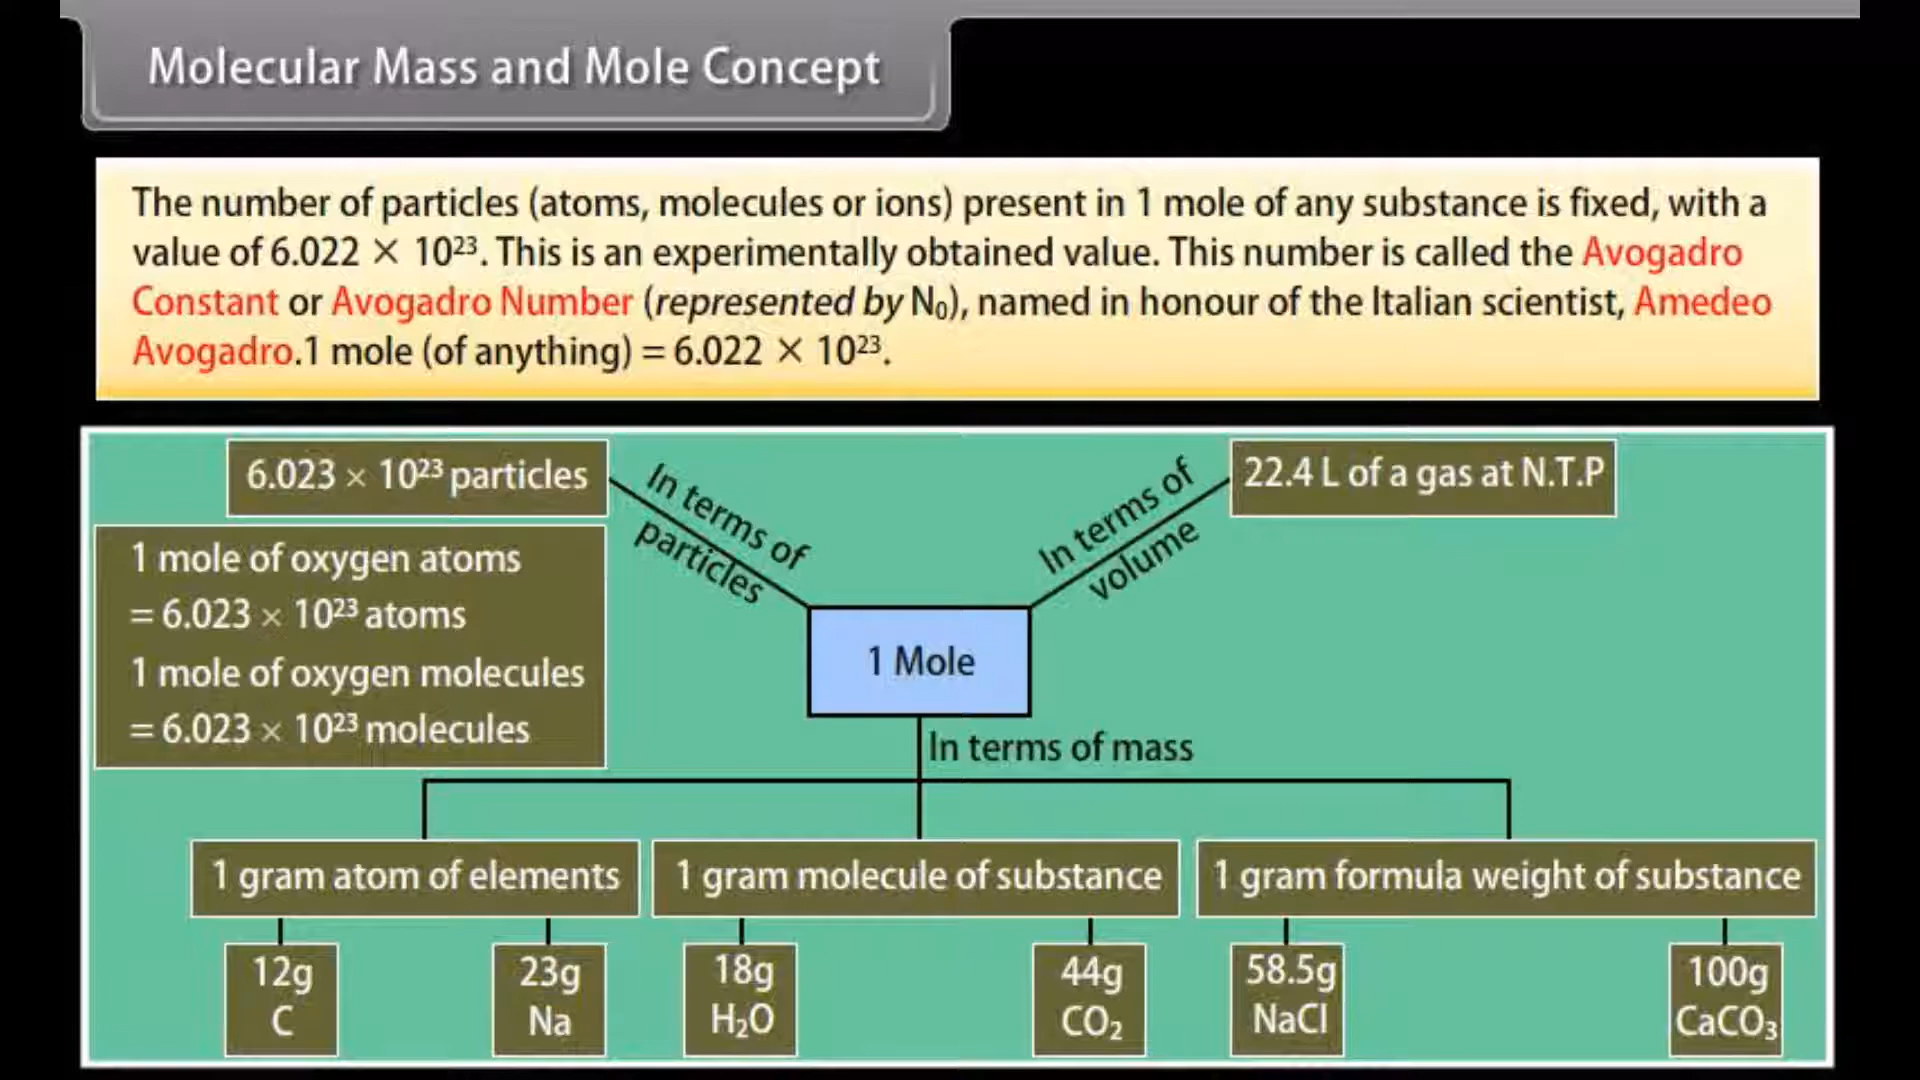 Molecular Mass and Mole Concept
The number of particles (atoms, molecules or ions) present in 1 mole of any substance is fixed, with a
value of 6.022 × 10²³. This is an experimentally obtained value. This number is called the Avogadro
Constant or Avogadro Number (represented by N₀), named in honour of the Italian scientist, Amedeo
Avogadro.1 mole (of anything) = 6.022 × 10²³.
6.023 × 10²³ particles
In terms of
particles
In terms of
volume
22.4 L of a gas at N.T.P
1 mole of oxygen atoms
= 6.023 × 10²³ atoms
1 mole of oxygen molecules
= 6.023 × 10²³ molecules
1 Mole
In terms of mass
1 gram atom of elements
1 gram molecule of substance
1 gram formula weight of substance
12g
C
23g
Na
18g
H₂O
44g
CO₂
58.5g
NaCl
100g
CaCO₃